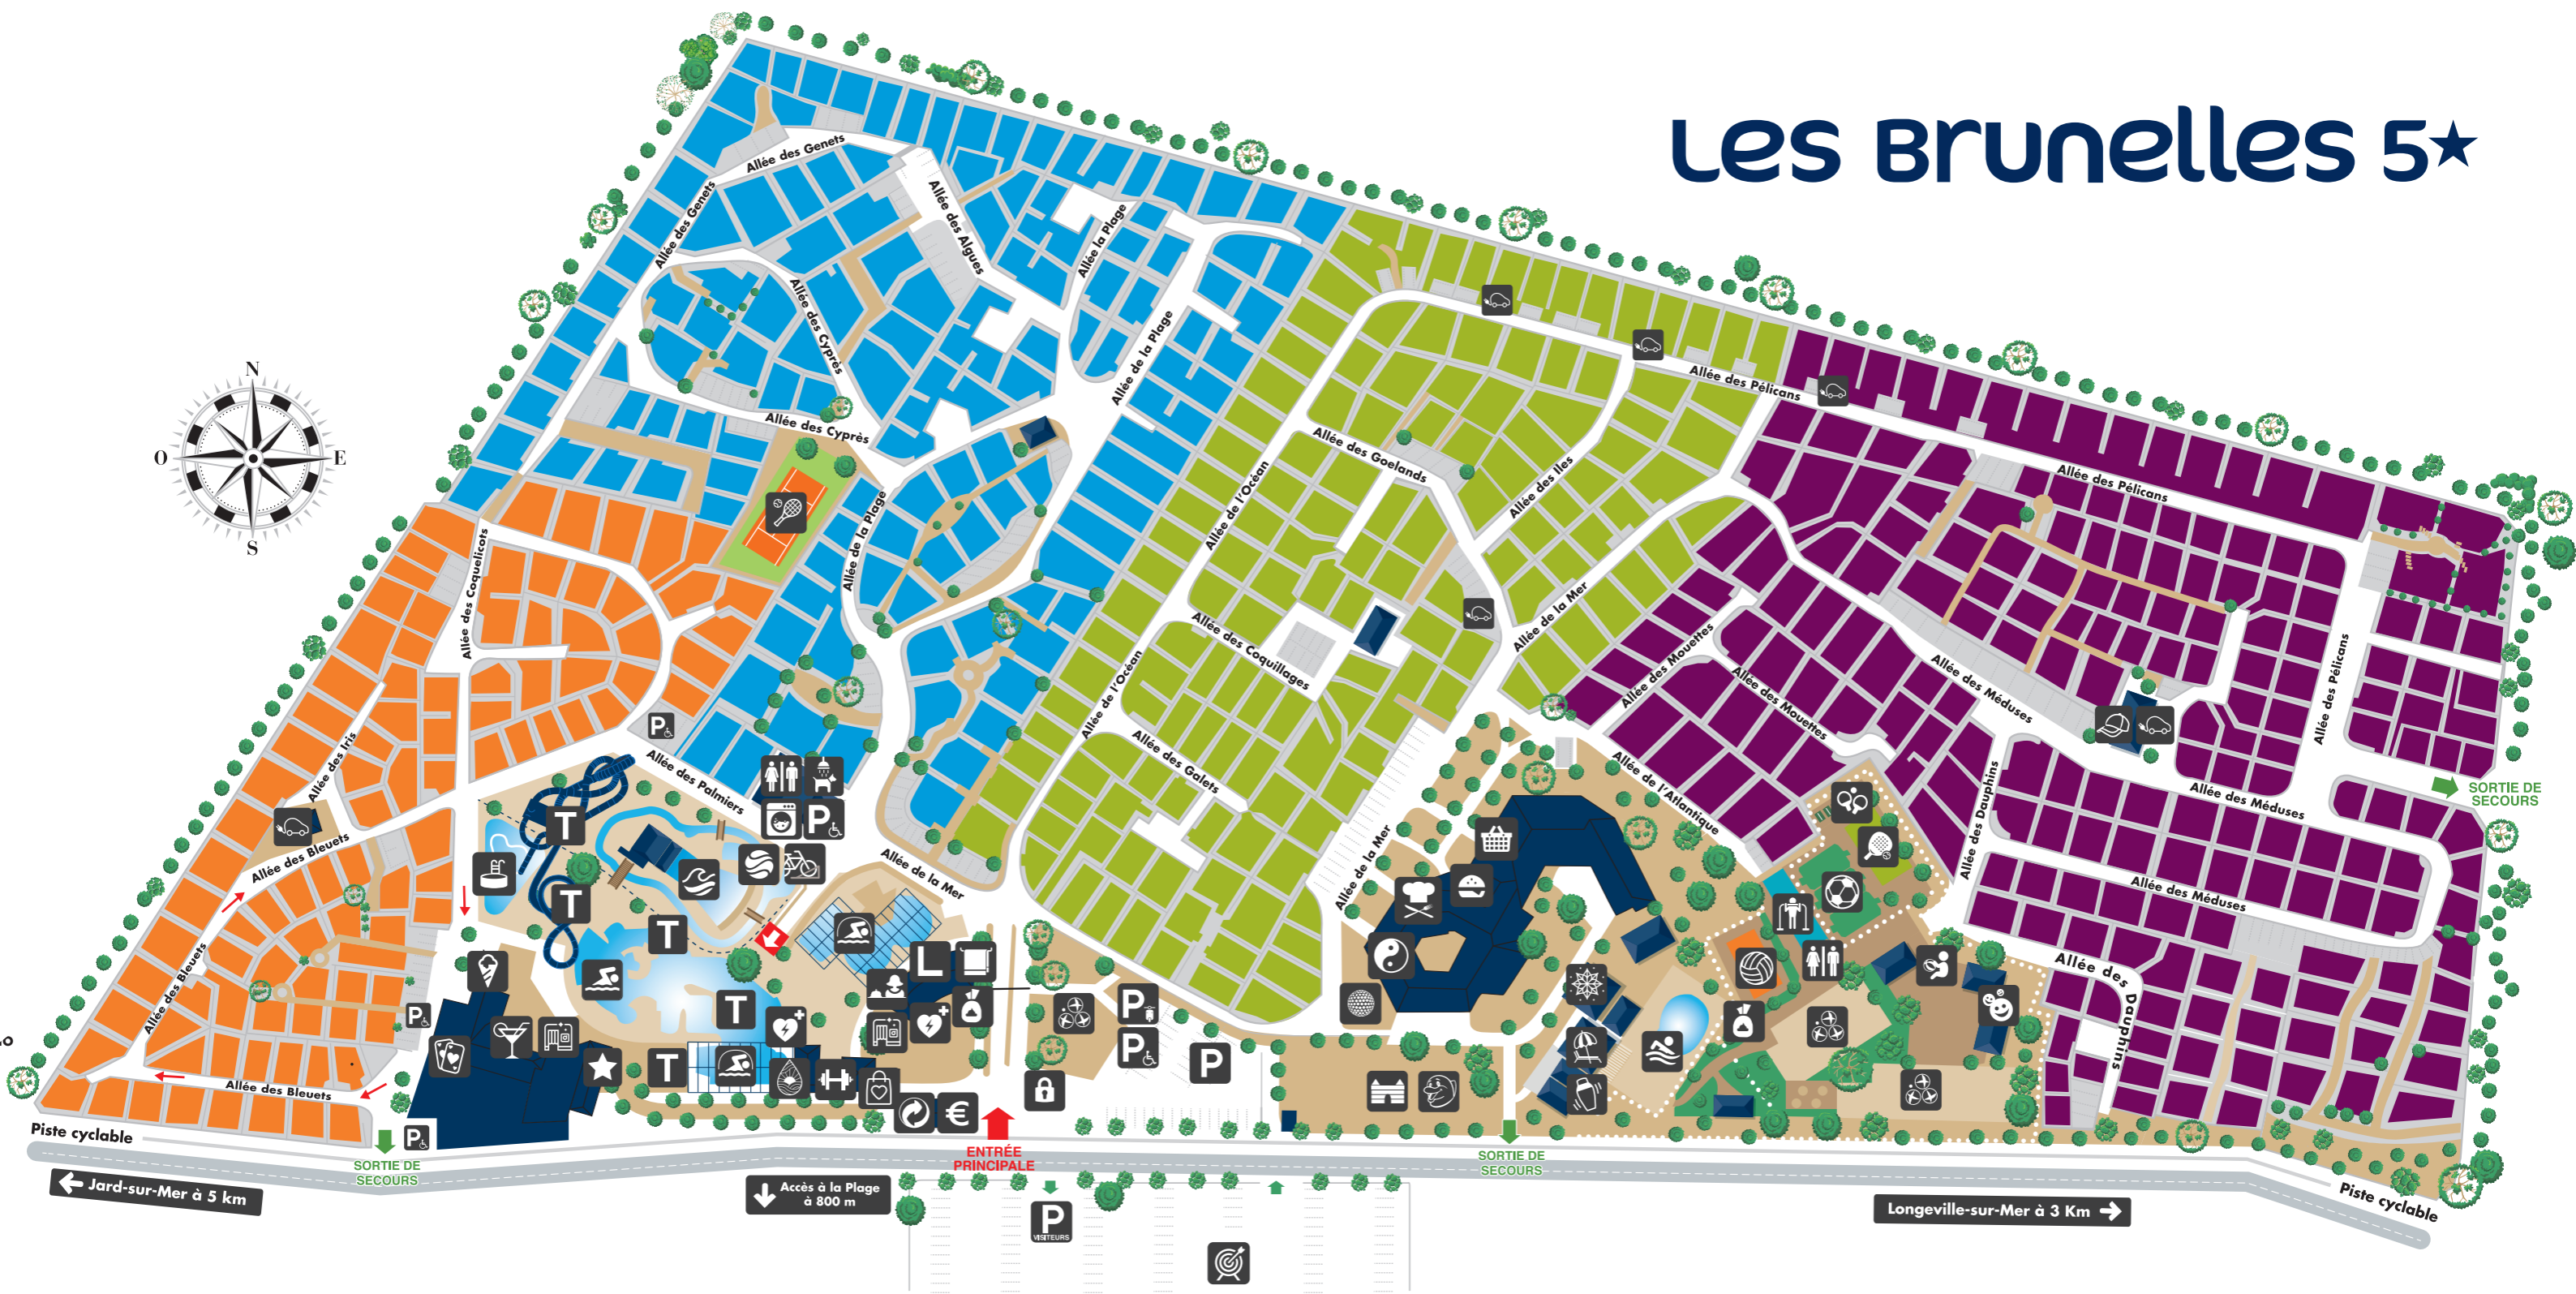 Les Brunelles 5★
Allée des Genets
Allée des Genets
Allée des Algues
Allée la Plage
Allée des Cyprès
Allée de la Plage
Allée des Cyprès
N
O
E
S
Allée des Pélicans
Allée des Goelands
Allée de l'Océan
Allée des Iles
Allée des Pélicans
Allée de la Plage
Allée des Coquelicots
Allée de la Mer
Allée des Coquillages
Allée des Mouettes
Allée des Mouettes
Allée des Méduses
Allée des Pélicans
Allée de l'Océan
Allée des Iris
P
Allée des Palmiers
Allée des Galets
Allée de l'Atlantique
SORTIE DE
SECOURS
Allée des Méduses
Allée des Dauphins
P
T
Allée des Bleuets
Allée de la Mer
Allée de la Mer
Allée des Méduses
T
T
L
Allée des Bleuets
Allée des Dauphins
P
P
T
P
P
T
Allée des Bleuets
€
P
Piste cyclable
SORTIE DE
SECOURS
ENTRÉE
PRINCIPALE
SORTIE DE
SECOURS
Jard-sur-Mer à 5 km
Accès à la Plage
à 800 m
P
VISITEURS
Longeville-sur-Mer à 3 Km
Piste cyclable